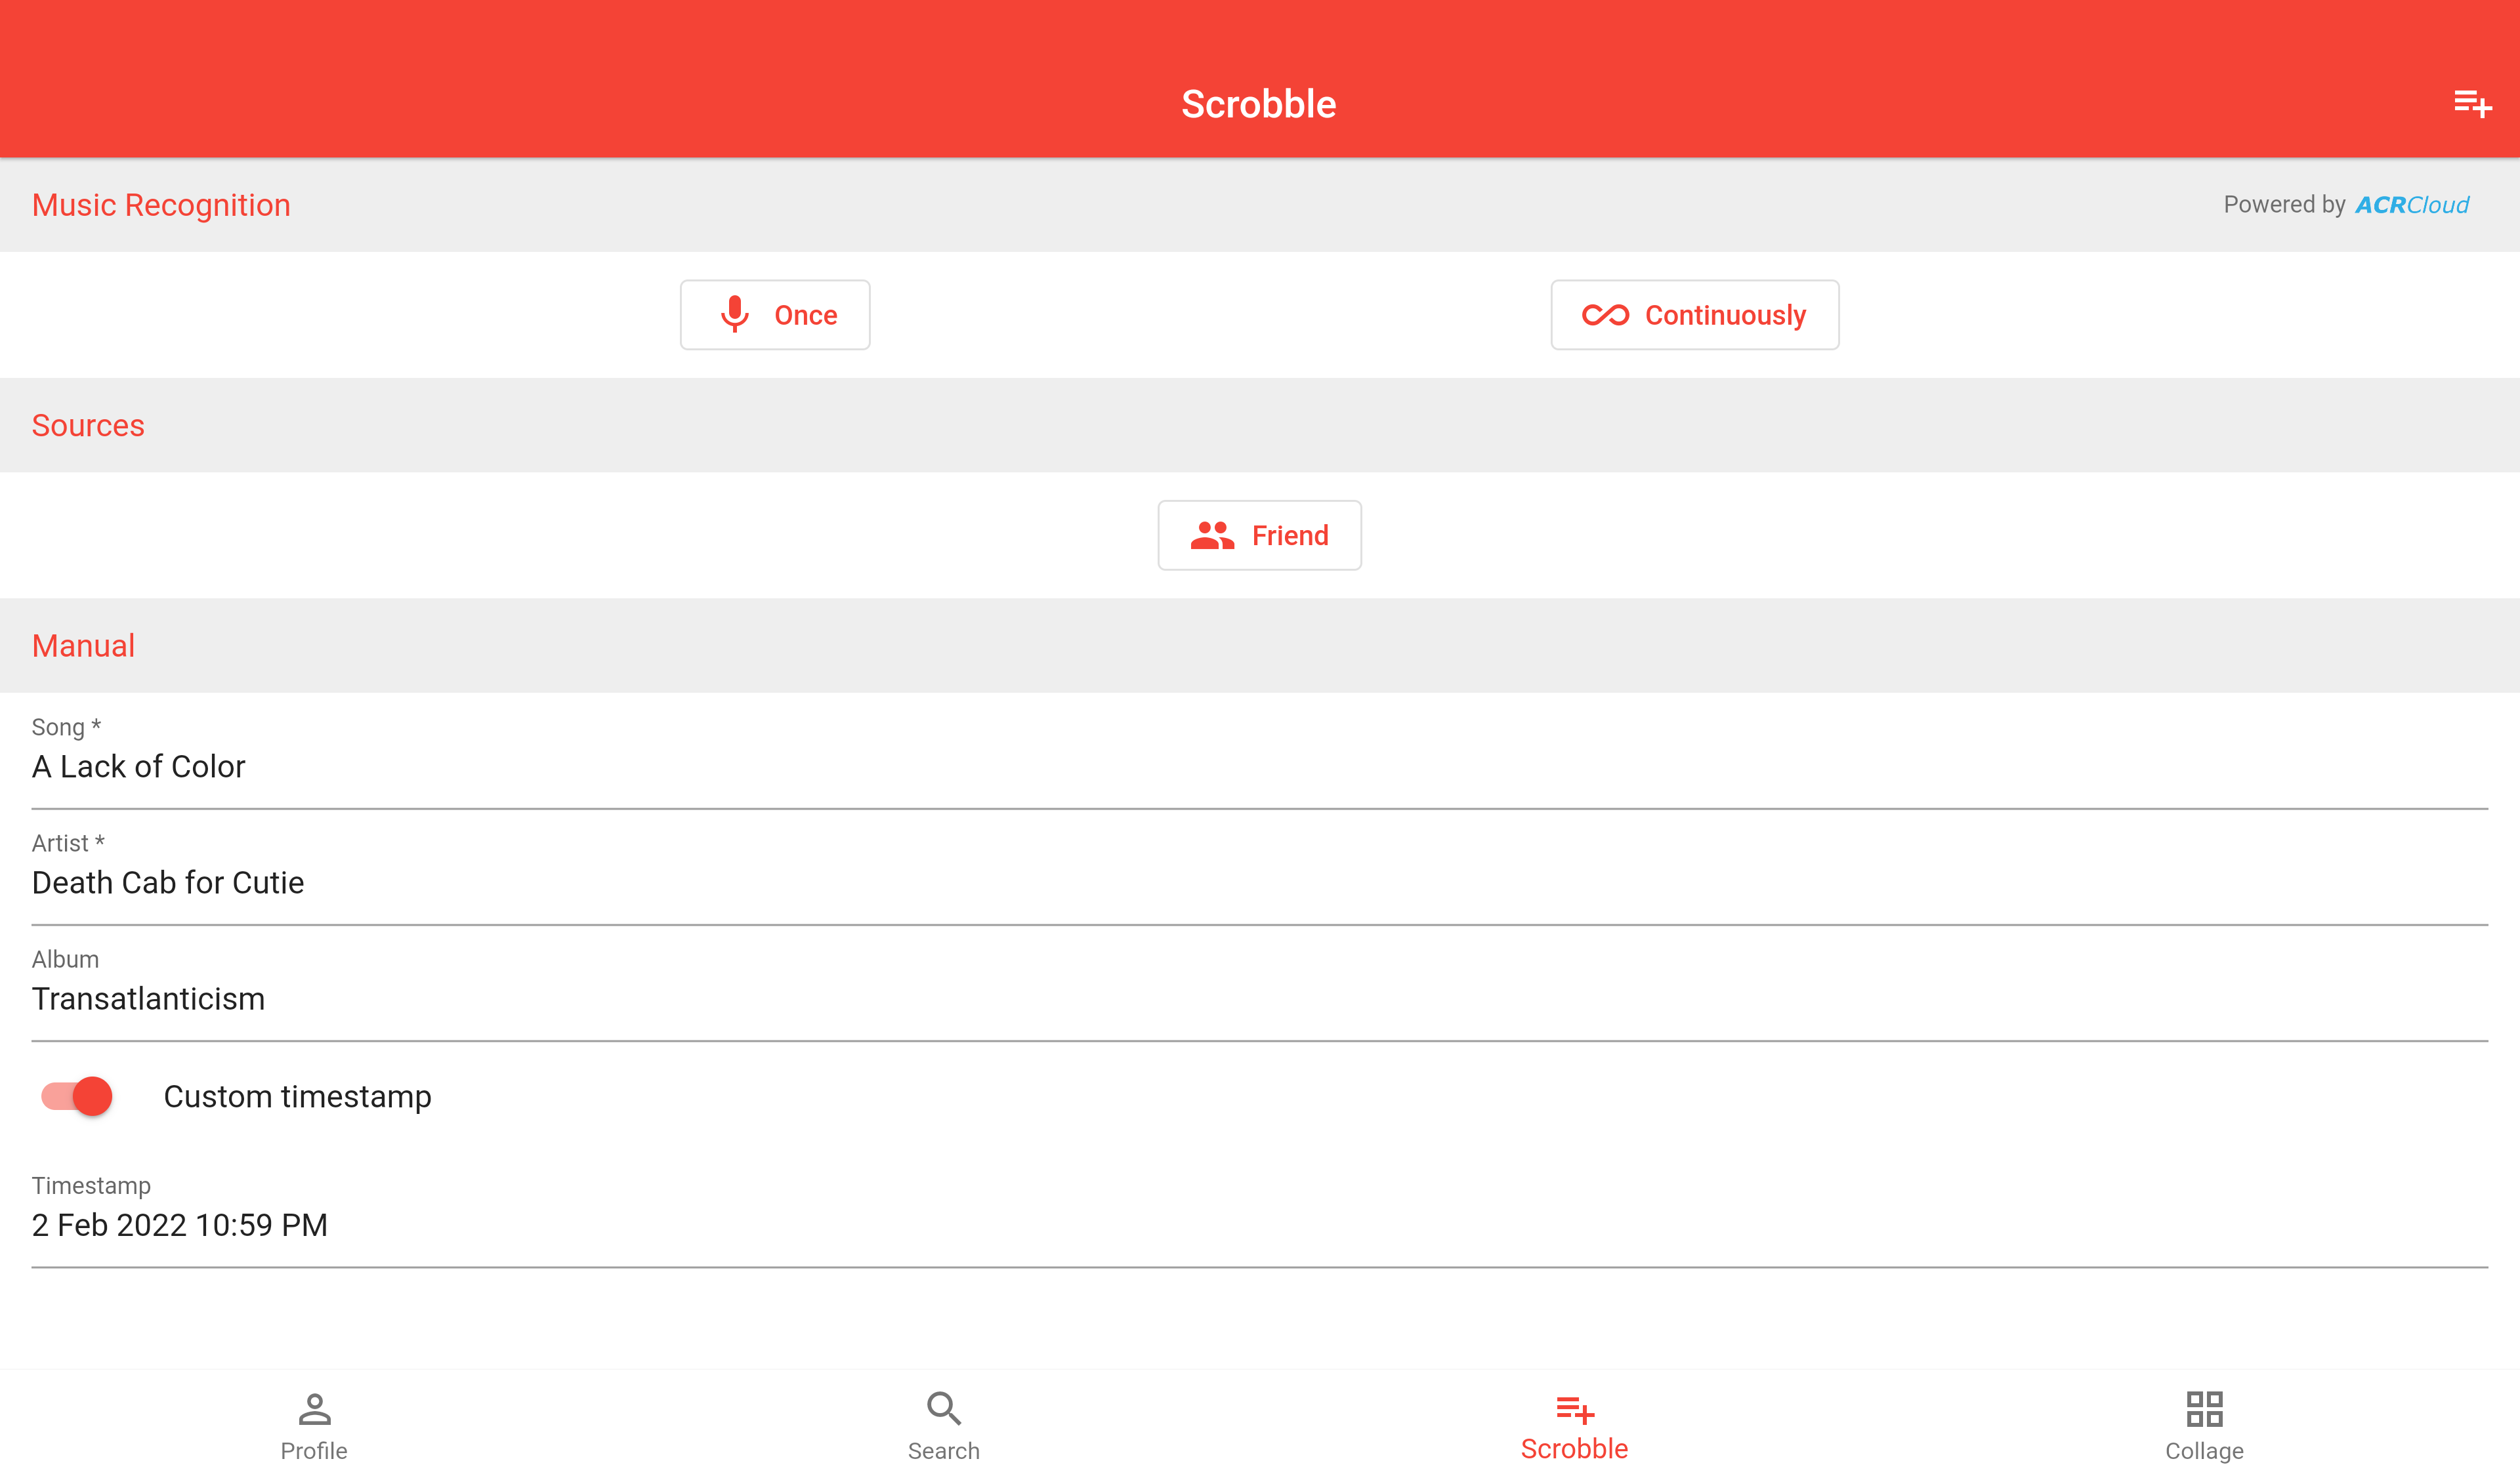 Scrobble
Music Recognition
Powered by ACRCloud
Once
Continuously
Sources
Friend
Manual
Song *
A Lack of Color
Artist *
Death Cab for Cutie
Album
Transatlanticism
Custom timestamp
Timestamp
2 Feb 2022 10:59 PM
Profile
Search
Scrobble
Collage